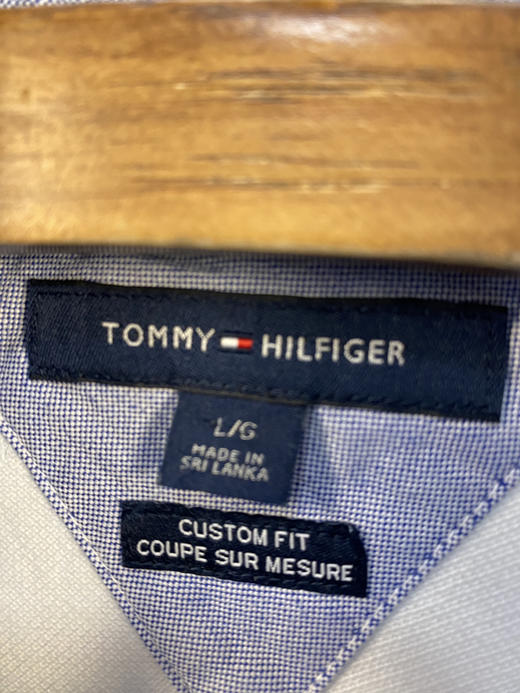 TOMMY HILFIGER
L/G
MADE IN
SRI LANKA
CUSTOM FIT
COUPE SUR MESURE